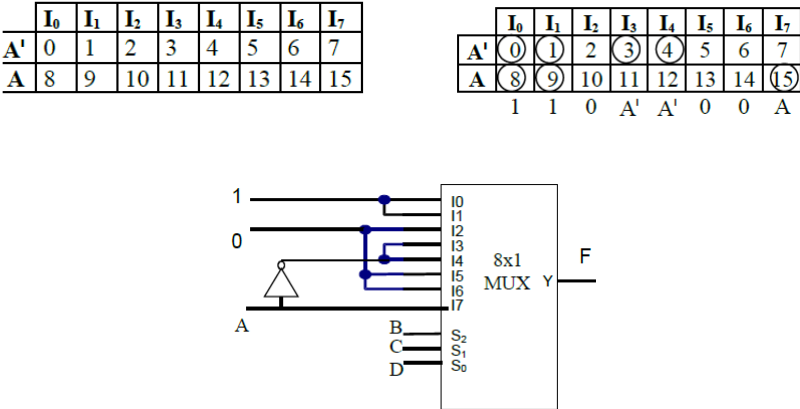 I₀ I₁ I₂ I₃ I₄ I₅ I₆ I₇
A' 0 1 2 3 4 5 6 7
A 8 9 10 11 12 13 14 15
I₀ I₁ I₂ I₃ I₄ I₅ I₆ I₇
A' 0 1 2 3 4 5 6 7
A 8 9 10 11 12 13 14 15
1 1 0 A' A' 0 0 A
1
0
A
I0
I1
I2
I3
I4
I5
I6
I7
8x1
MUX
Y
F
B
C
D
S₂
S₁
S₀